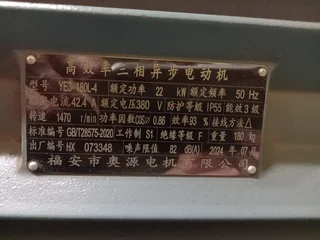 高效率三相异步电动机
型号 YE3-180L-4 额定功率 22 kW 额定频率 50 Hz
额定电流 42.4 A 额定电压 380 V 防护等级 IP55 能效 3 级
转速 1470 r/min 功率因数COSØ 0.86 效率 93 % 接线方法 △
标准编号 GB/T28575-2020 工作制 S1 绝缘等级 F 重量 180 kg
出厂编号 HX 073348 噪声限值 82 dB(A) 2024 年 07 月
福安市奥源电机有限公司